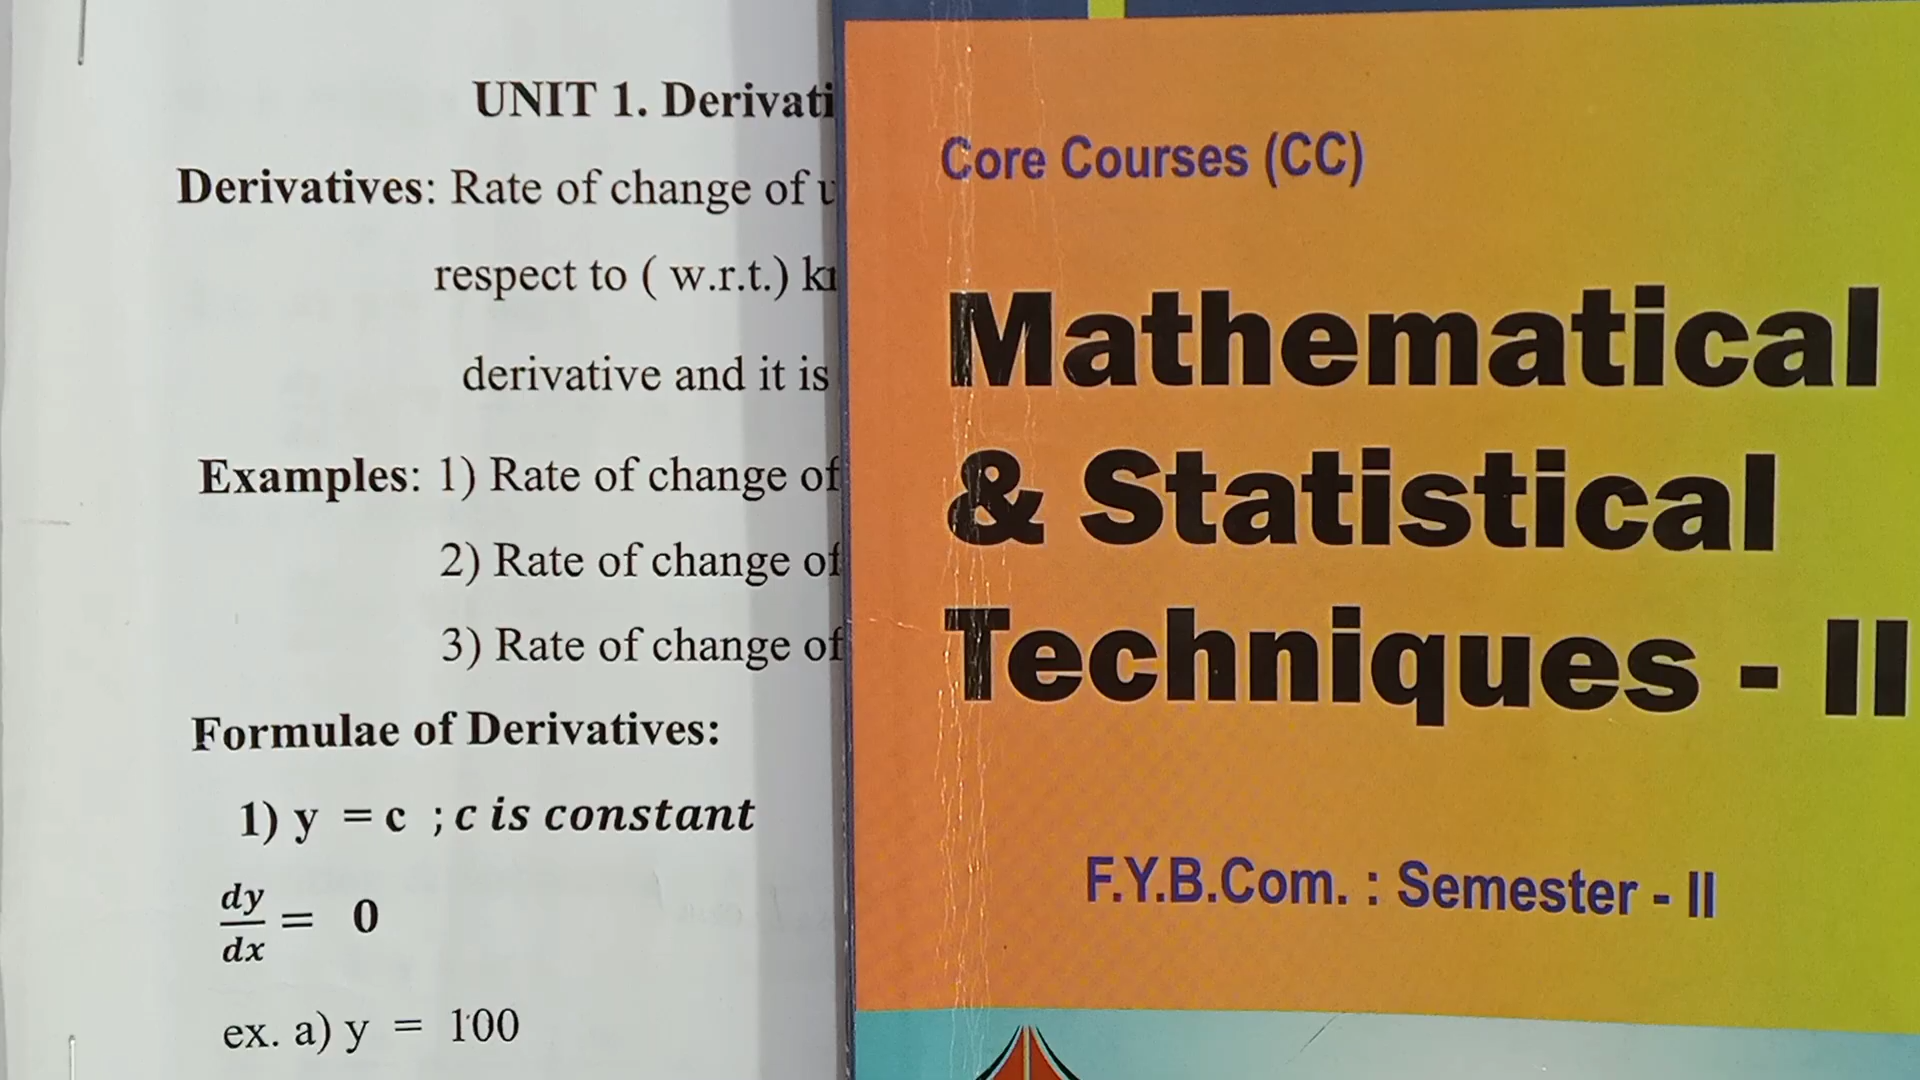 UNIT 1. Derivati
Derivatives: Rate of change of
respect to ( w.r.t.)
derivative and it is
Examples: 1) Rate of change of
2) Rate of change of
3) Rate of change of
Formulae of Derivatives:
1) y = c ; c is constant
dy
dx
= 0
ex. a) y = 100
Core Courses (CC)
Mathematical
& Statistical
Techniques - II
F.Y.B.Com. : Semester - II